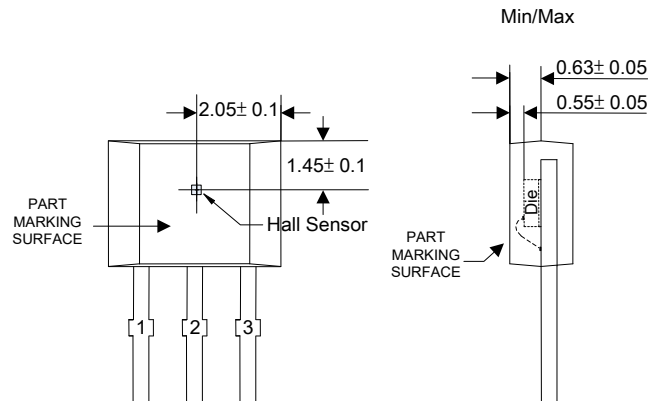 Min/Max
0.63± 0.05
0.55± 0.05
2.05± 0.1
1.45± 0.1
Hall Sensor
PART
MARKING
SURFACE
Die
PART
MARKING
SURFACE
1 2 3